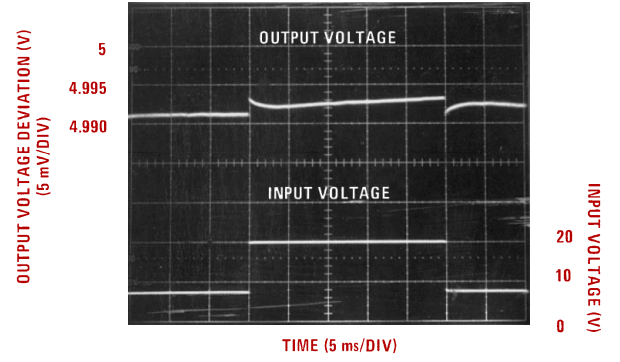 OUTPUT VOLTAGE
5
4.995
4.990
OUTPUT VOLTAGE DEVIATION (V)
(5 mV/DIV)
INPUT VOLTAGE
20
10
0
INPUT VOLTAGE (V)
TIME (5 ms/DIV)